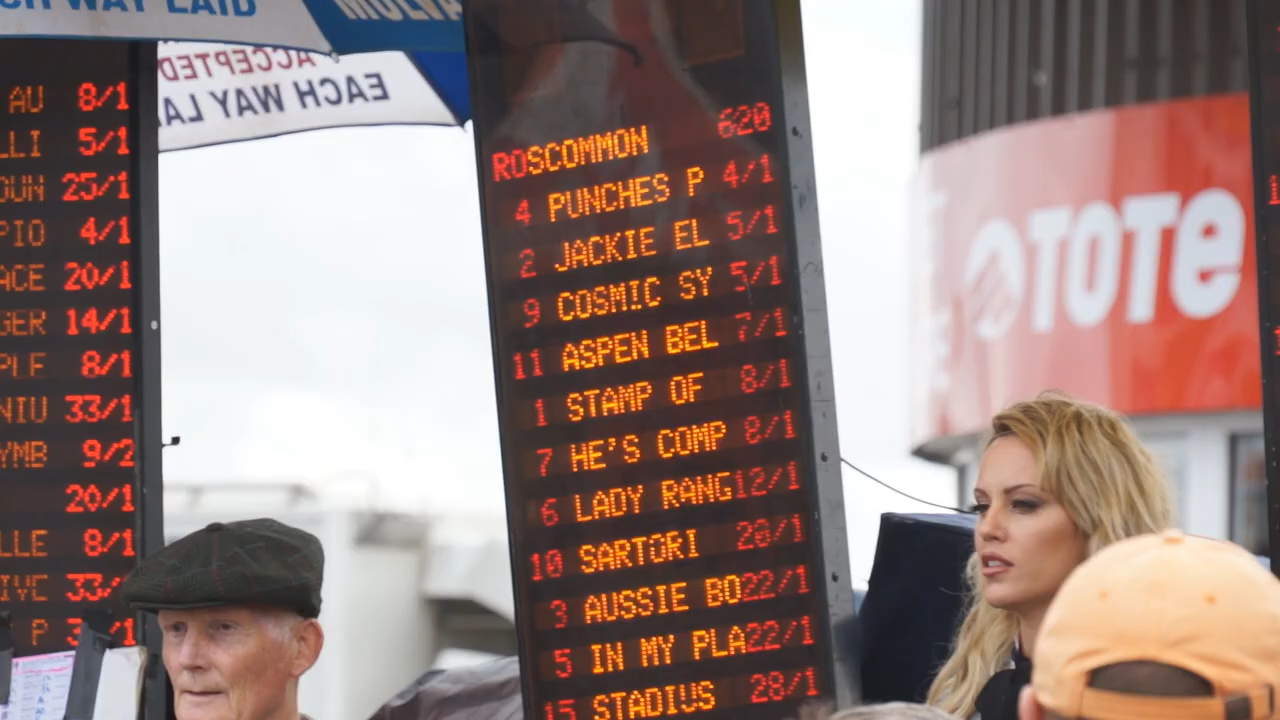 CH WAY LAID
MULVA
ACCEPTED
EACH WAY LA
AU 8/1
LLI 5/1
OUN 25/1
PIO 4/1
ACE 20/1
GER 14/1
PLF 8/1
NIU 33/1
YMB 9/2
20/1
LLE 8/1
IVE 33/
P /1
ROSCOMMON 620
4 PUNCHES P 4/1
2 JACKIE EL 5/1
9 COSMIC SY 5/1
11 ASPEN BEL 7/1
1 STAMP OF 8/1
7 HE'S COMP 8/1
6 LADY RANG 12/1
10 SARTORI 20/1
3 AUSSIE BO 22/1
5 IN MY PLA 22/1
15 STADIUS 28/1
TOTE